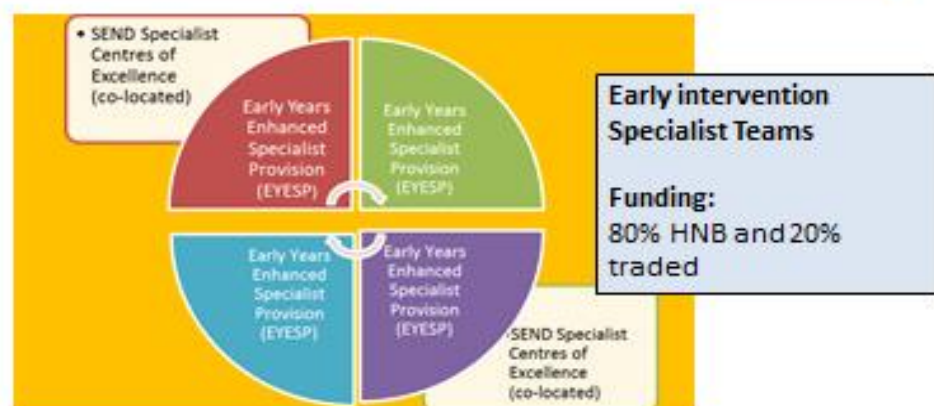 • SEND Specialist
Centres of
Excellence
(co-located)
Early Years
Enhanced
Specialist
Provision
(EYESP)
Early Years
Enhanced
Specialist
Provision
(EYESP)
Early intervention
Specialist Teams
Funding:
80% HNB and 20%
traded
Early Years
Enhanced
Specialist
Provision
(EYESP)
Early Years
Enhanced
Specialist
Provision
(EYESP)
•SEND Specialist
Centres of
Excellence
(co-located)